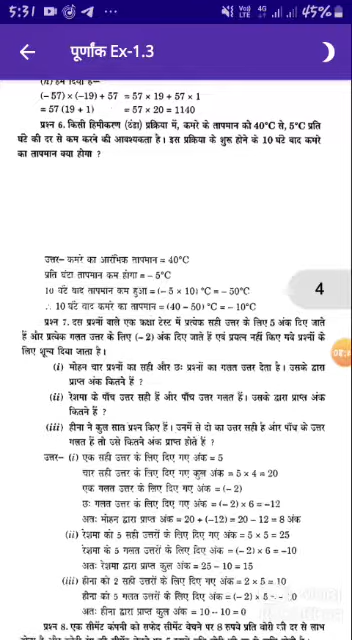 5:31 VoD LTE 4G 45%
पूर्णांक Ex-1.3
(-57)×(-19)+57 = 57×19+57×1
= 57 (19+1) = 57×20=1140
प्रश्न 6. किसी हिमीकरण (ठंडा) प्रक्रिया में, कमरे के तापमान को 40°C से, 5°C प्रति
घंटे की दर से कम करने की आवश्यकता है। इस प्रक्रिया के शुरू होने के 10 घंटे बाद कमरे
का तापमान क्या होगा ?
उत्तर– कमरे का आरंभिक तापमान = 40°C
प्रति घंटा तापमान कम होगा = – 5°C
10 घंटे बाद तापमान कम हुआ = (– 5 × 10) °C = – 50°C
∴ 10 घंटे बाद कमरे का तापमान = (40 – 50) °C = – 10°C
4
प्रश्न 7. दस प्रश्नों वाले एक कक्षा टेस्ट में प्रत्येक सही उत्तर के लिए 5 अंक दिए जाते
हैं और प्रत्येक गलत उत्तर के लिए (–2) अंक दिए जाते हैं एवं प्रयत्न नहीं किए गये प्रश्नों के
लिए शून्य दिया जाता है।
(i) मोहन चार प्रश्नों का सही और छः प्रश्नों का गलत उत्तर देता है। उसके द्वारा
प्राप्त अंक कितने हैं ?
(ii) रेशमा के पाँच उत्तर सही हैं और पाँच उत्तर गलत हैं। उसके द्वारा प्राप्त अंक
कितने हैं ?
(iii) हीना ने कुल सात प्रश्न किए हैं। उनमें से दो का उत्तर सही है और पाँच के उत्तर
गलत हैं तो उसे कितने अंक प्राप्त होते हैं ?
उत्तर– (i) एक सही उत्तर के लिए दिए गए अंक = 5
चार सही उत्तर के लिए दिए गए कुल अंक = 5 × 4 = 20
एक गलत उत्तर के लिए दिए गए अंक = (– 2)
छः गलत उत्तर के लिए दिए गए अंक = (– 2) × 6 = –12
अतः मोहन द्वारा प्राप्त अंक = 20 + (–12) = 20 – 12 = 8 अंक
(ii) रेशमा को 5 सही उत्तरों के लिए दिए गए अंक = 5 × 5 = 25
रेशमा के 5 गलत उत्तरों के लिए दिए अंक = (–2) × 5 = –10
अतः रेशमा द्वारा प्राप्त कुल अंक = 25 – 10 = 15
(iii) हीना को 2 सही उत्तरों के लिए दिए गए अंक = 2 × 5 = 10
हीना को 5 गलत उत्तरों के लिए दिए गए अंक = (–2) × 5
अतः हीना द्वारा प्राप्त कुल अंक = 10 – 10 = 0
प्रश्न 8. एक सीमेंट कंपनी को सफेद सीमेंट बेचने पर 8 रुपये प्रति बोरी की दर से लाभ